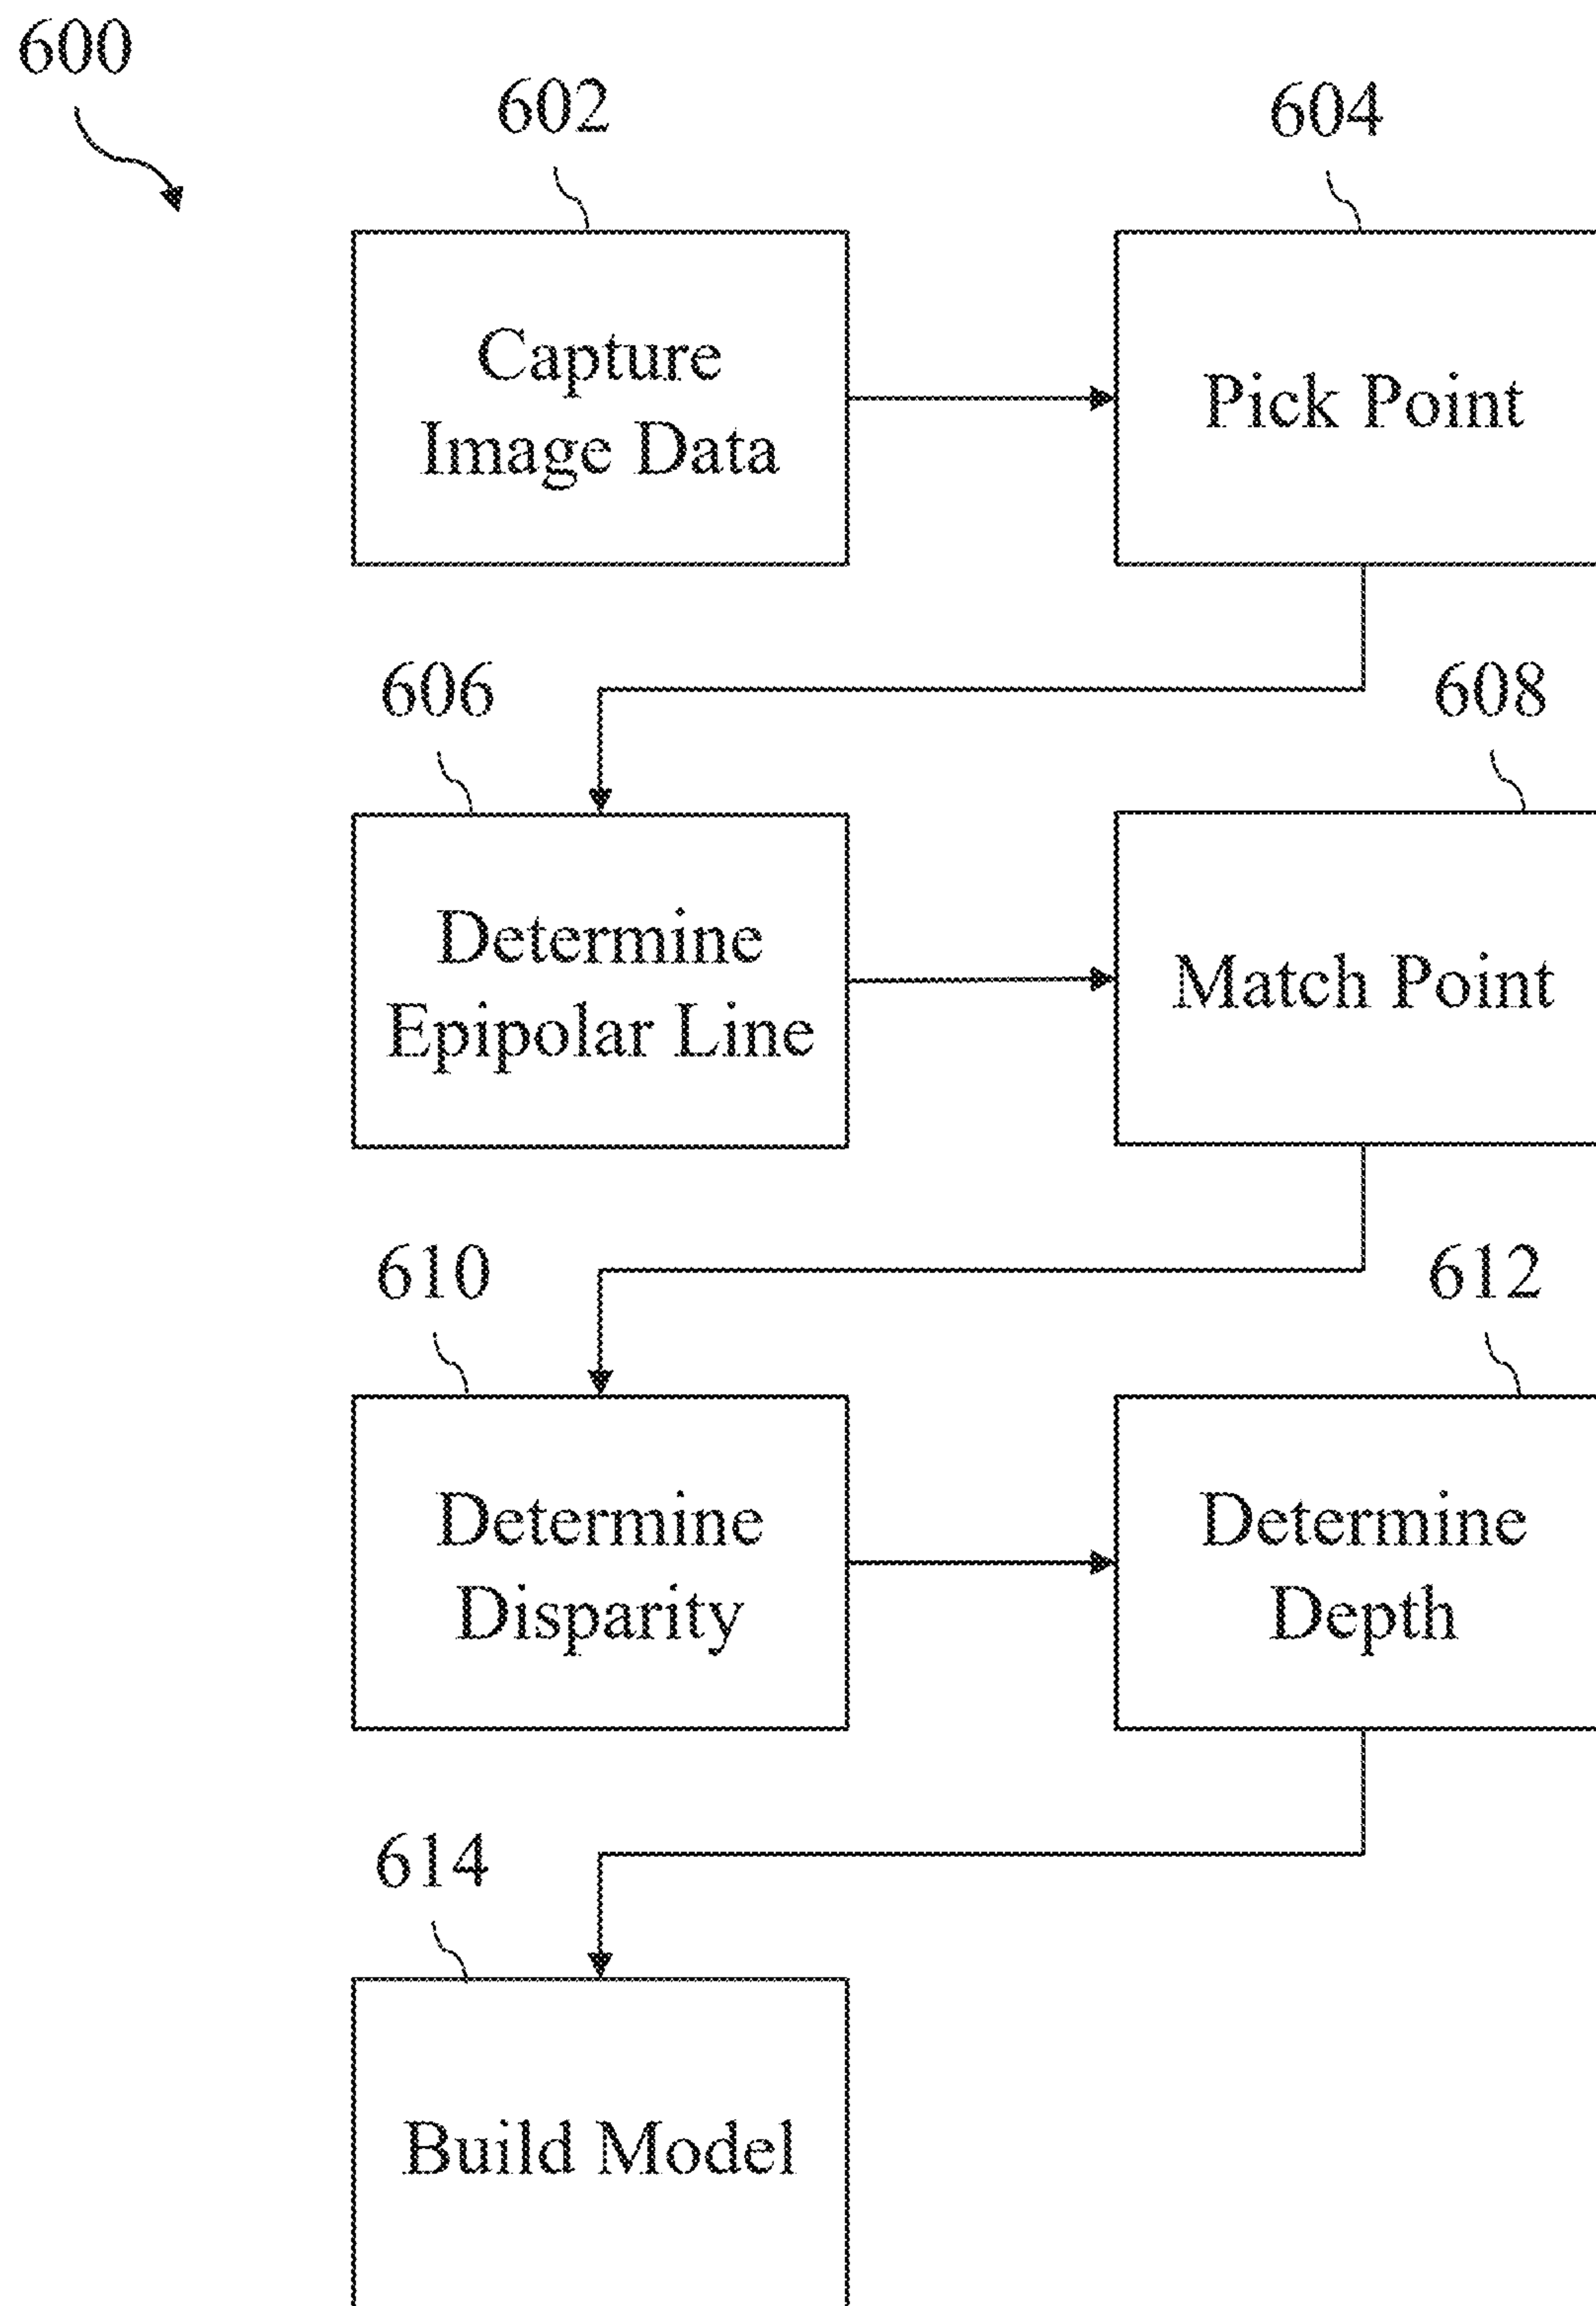 600
602
604
Capture
Image Data
Pick Point
606
608
Determine
Epipolar Line
Match Point
610
612
Determine
Disparity
Determine
Depth
614
Build Model